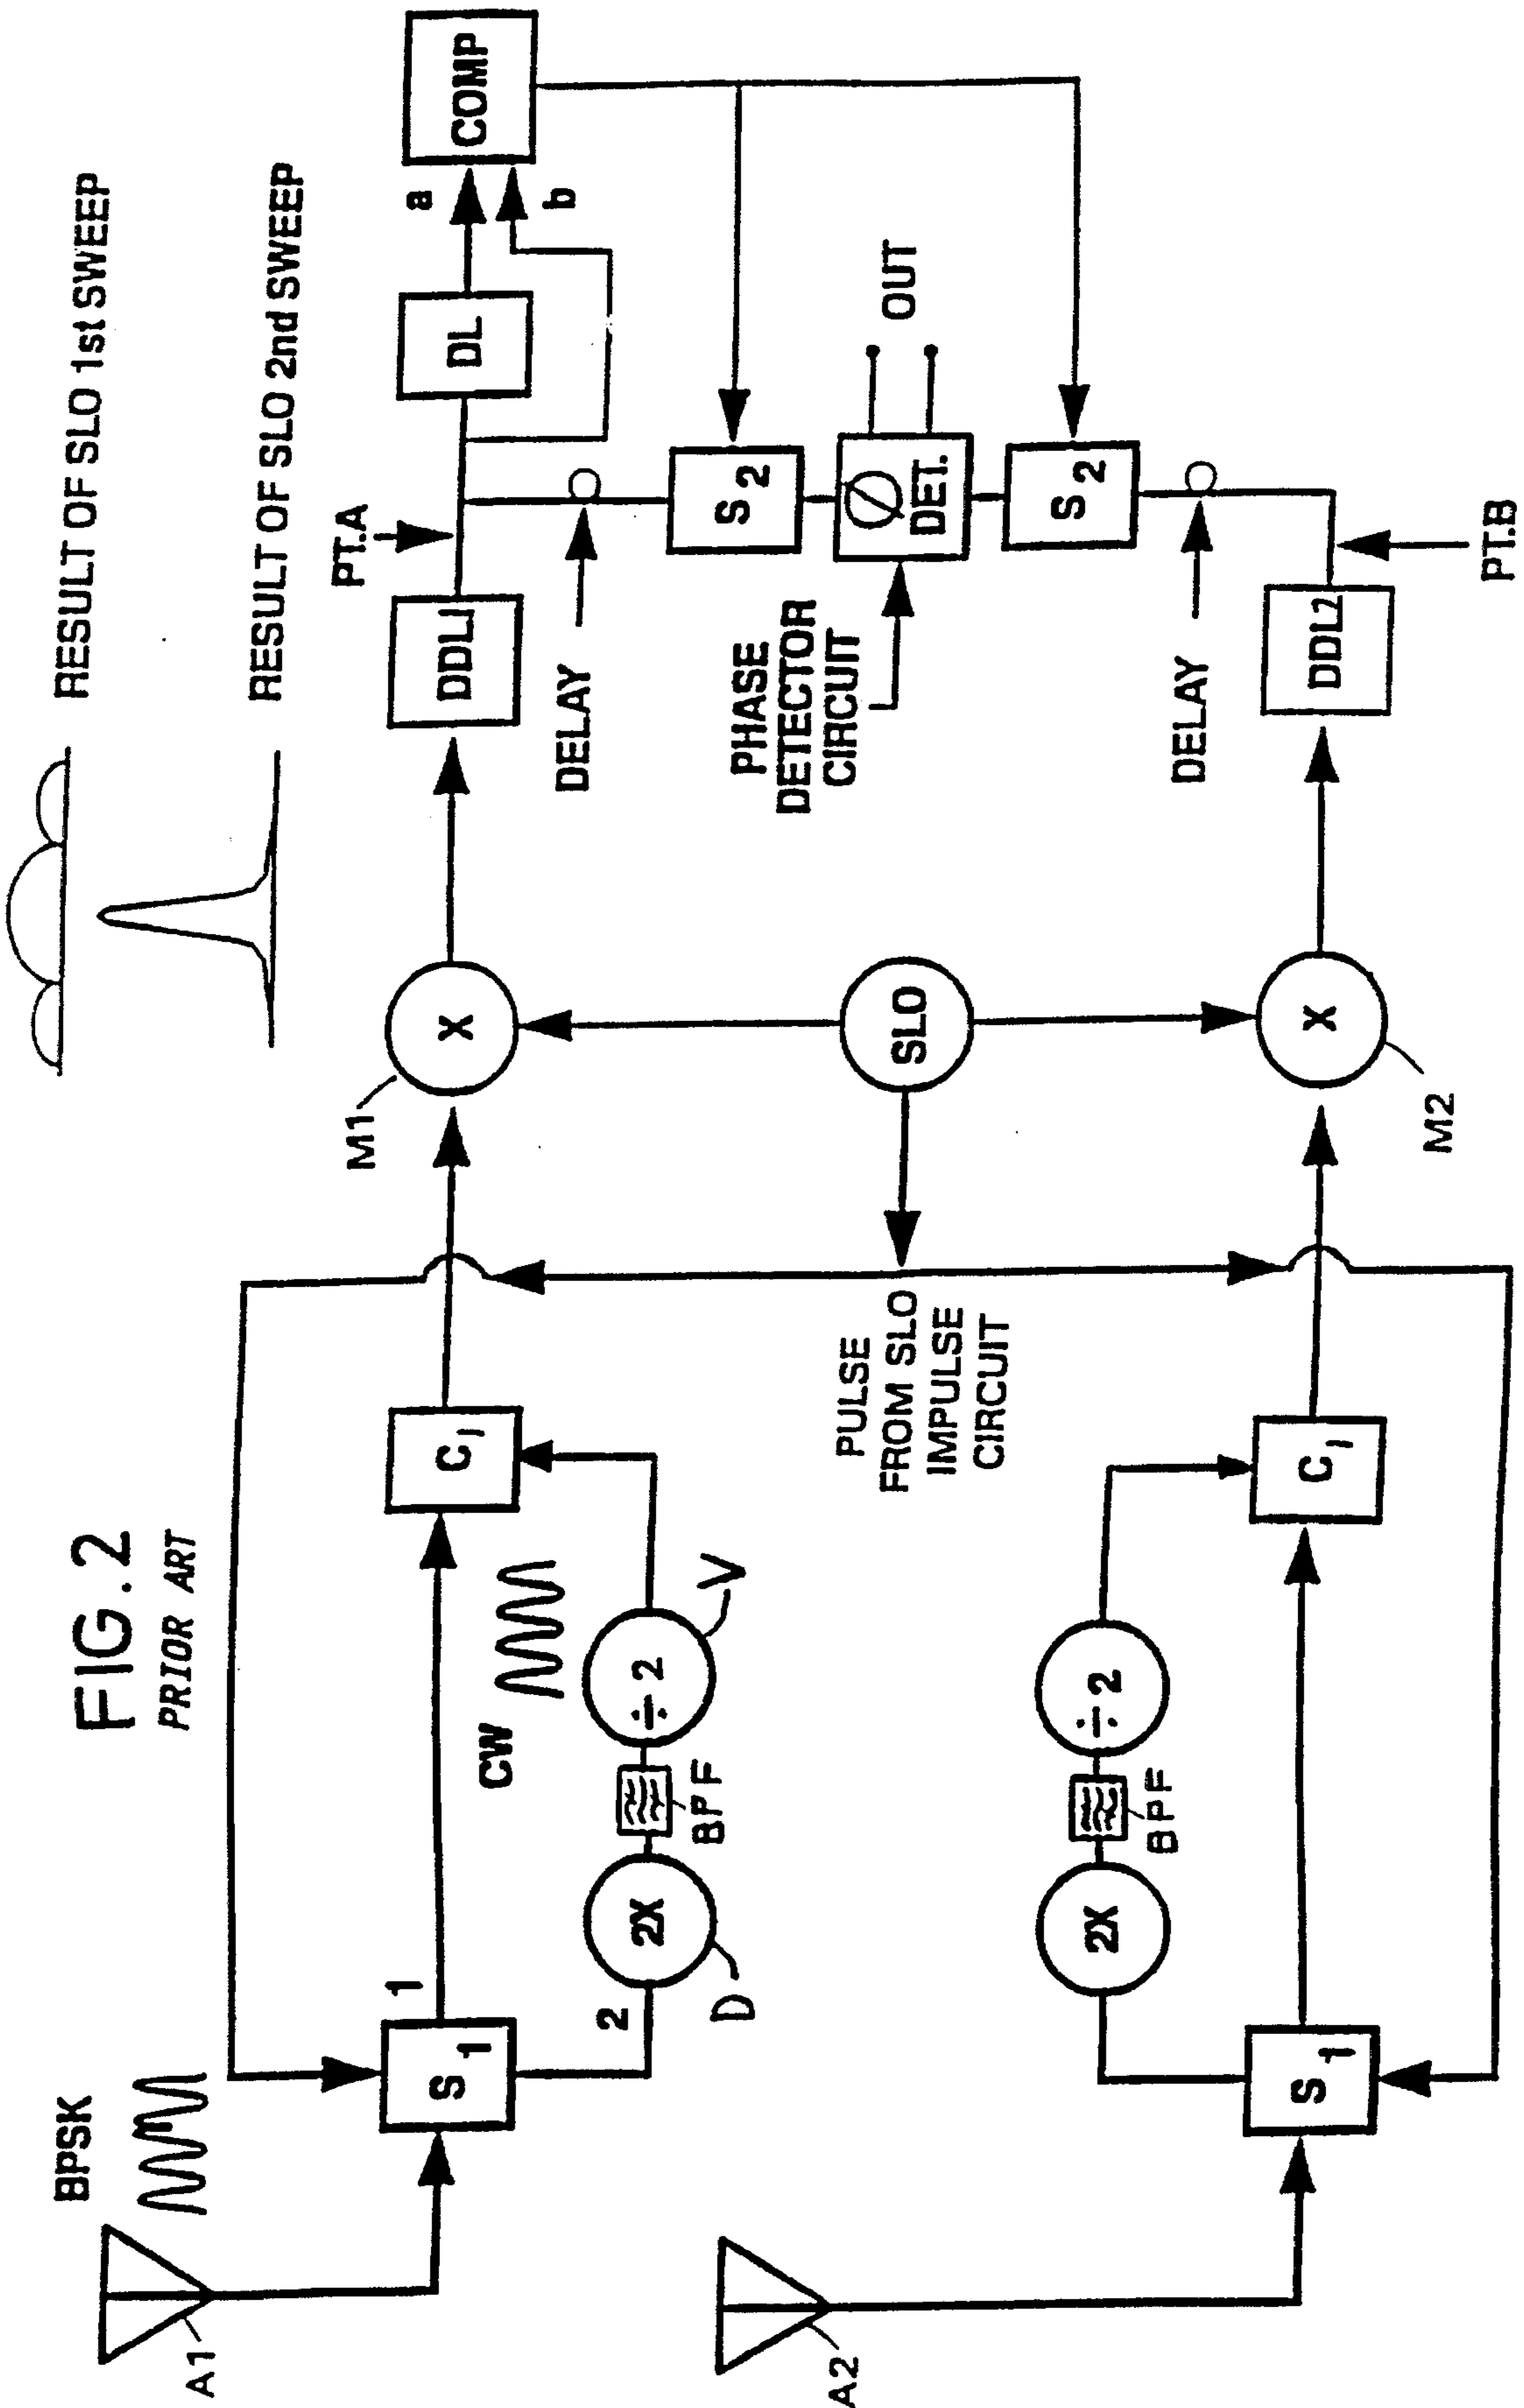 FIG.2
PRIOR ART
RESULT OF SLO 1st SWEEP
RESULT OF SLO 2nd SWEEP
BPSK
A1
S1
1
2
D
2X
BPF
÷2
V
CW
C1
M1
X
DDL1
PT.A
DL
a
b
COMP
DELAY
S2
PHASE
DETECTOR
CIRCUIT
DET.
OUT
SLO
PULSE
FROM SLO
IMPULSE
CIRCUIT
S2
DELAY
A2
S1
2X
BPF
÷2
C1
X
M2
DDL2
PT.B